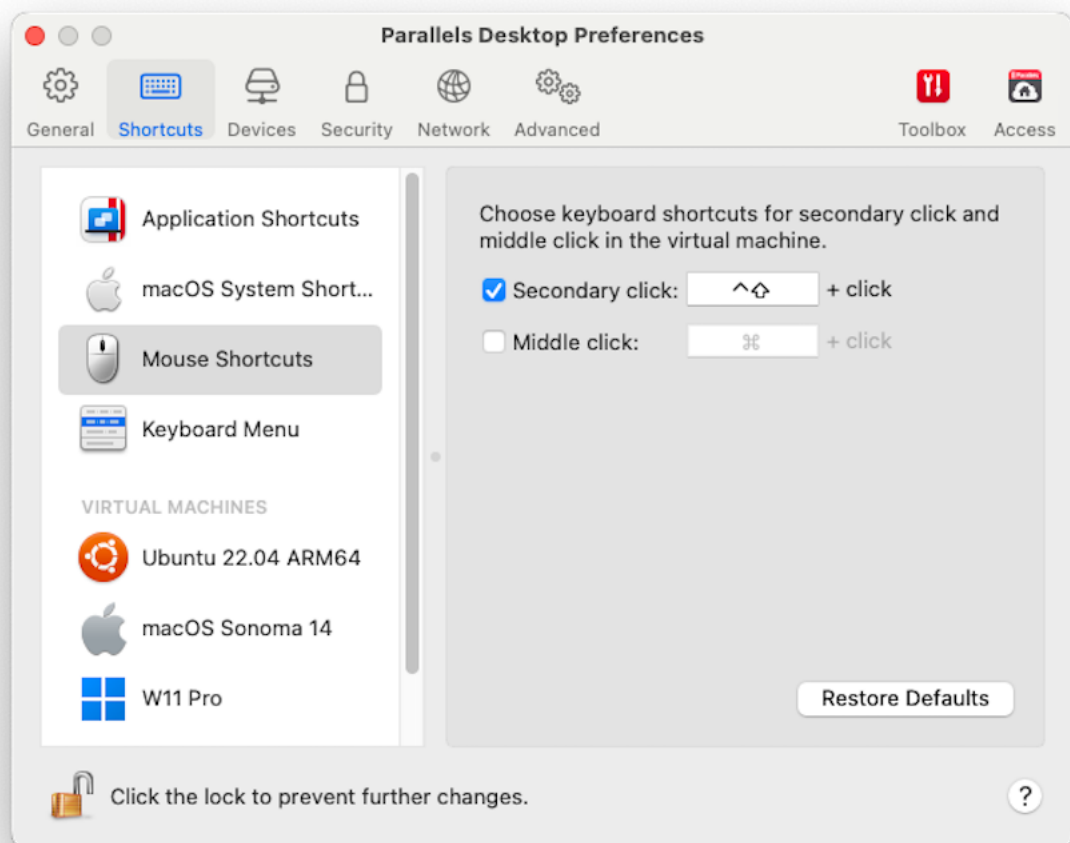 Parallels Desktop Preferences
General Shortcuts Devices Security Network Advanced Toolbox Access
Application Shortcuts
macOS System Short...
Mouse Shortcuts
Keyboard Menu
VIRTUAL MACHINES
Ubuntu 22.04 ARM64
macOS Sonoma 14
W11 Pro
Choose keyboard shortcuts for secondary click and
middle click in the virtual machine.
Secondary click: ^⇧ + click
Middle click: ⌘ + click
Restore Defaults
Click the lock to prevent further changes.
?